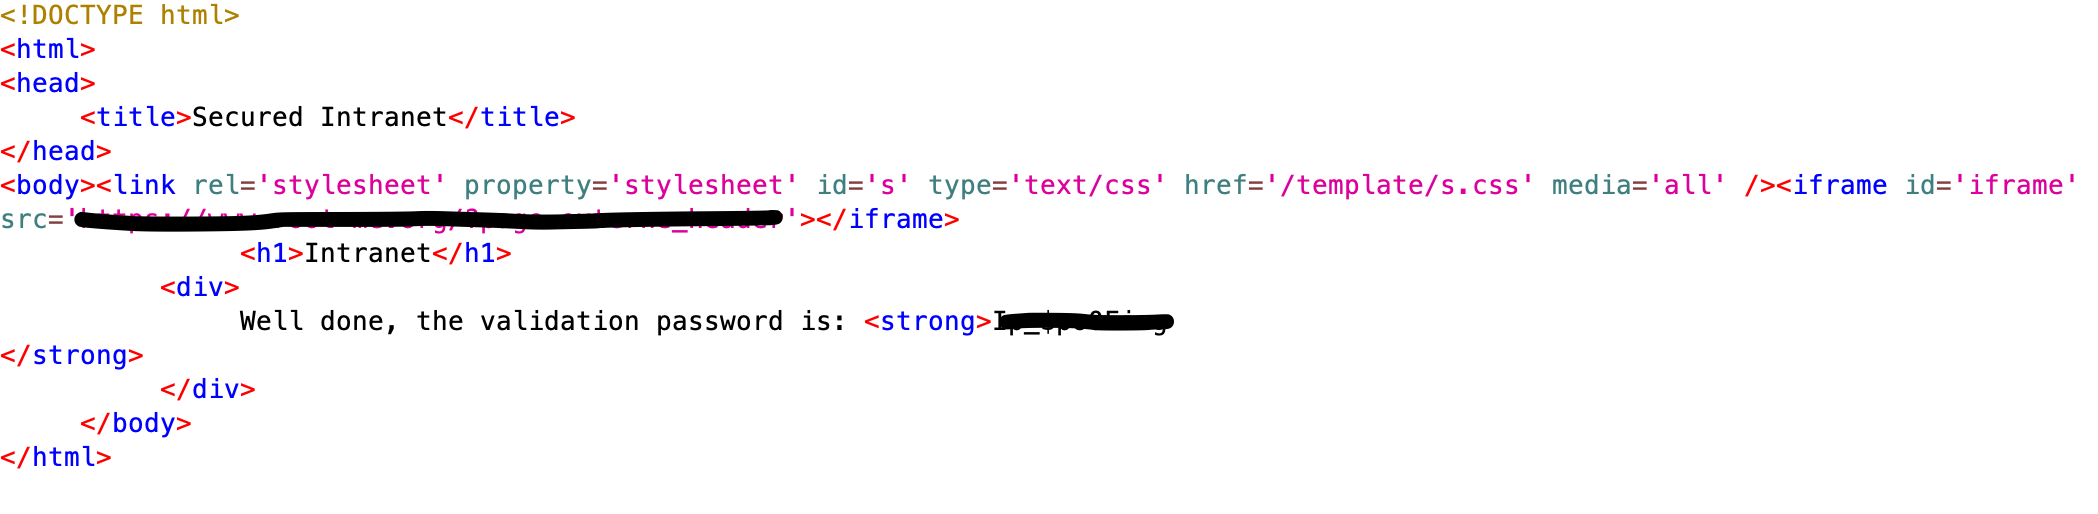 <!DOCTYPE html>
<html>
<head>
<title>Secured Intranet</title>
</head>
<body><link rel='stylesheet' property='stylesheet' id='s' type='text/css' href='/template/s.css' media='all' /><iframe id='iframe'
src=' '></iframe>
<h1>Intranet</h1>
<div>
Well done, the validation password is: <strong>
</strong>
</div>
</body>
</html>